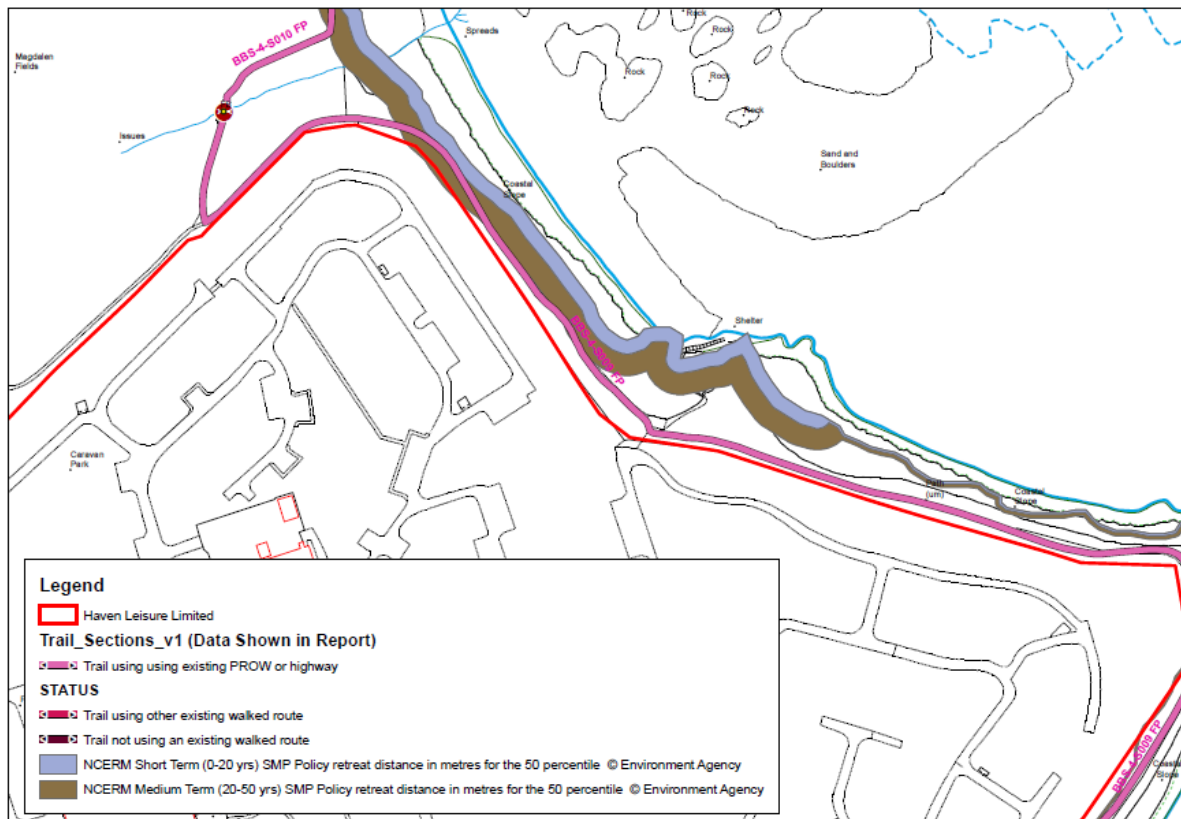 BBS-4-S010 FP
Spreads
Rock
Rock
Rock
Rock
Rock
Magdalen
Fields
Issues
Sand and
Boulders
Coastal
Slope
Shelter
BBS-4-S009 FP
Caravan
Park
Path
(um)
Coastal
Slope
BBS-4-S009 FP
Coastal
Slope
Legend
Haven Leisure Limited
Trail_Sections_v1 (Data Shown in Report)
Trail using using existing PROW or highway
STATUS
Trail using other existing walked route
Trail not using an existing walked route
NCERM Short Term (0-20 yrs) SMP Policy retreat distance in metres for the 50 percentile © Environment Agency
NCERM Medium Term (20-50 yrs) SMP Policy retreat distance in metres for the 50 percentile © Environment Agency